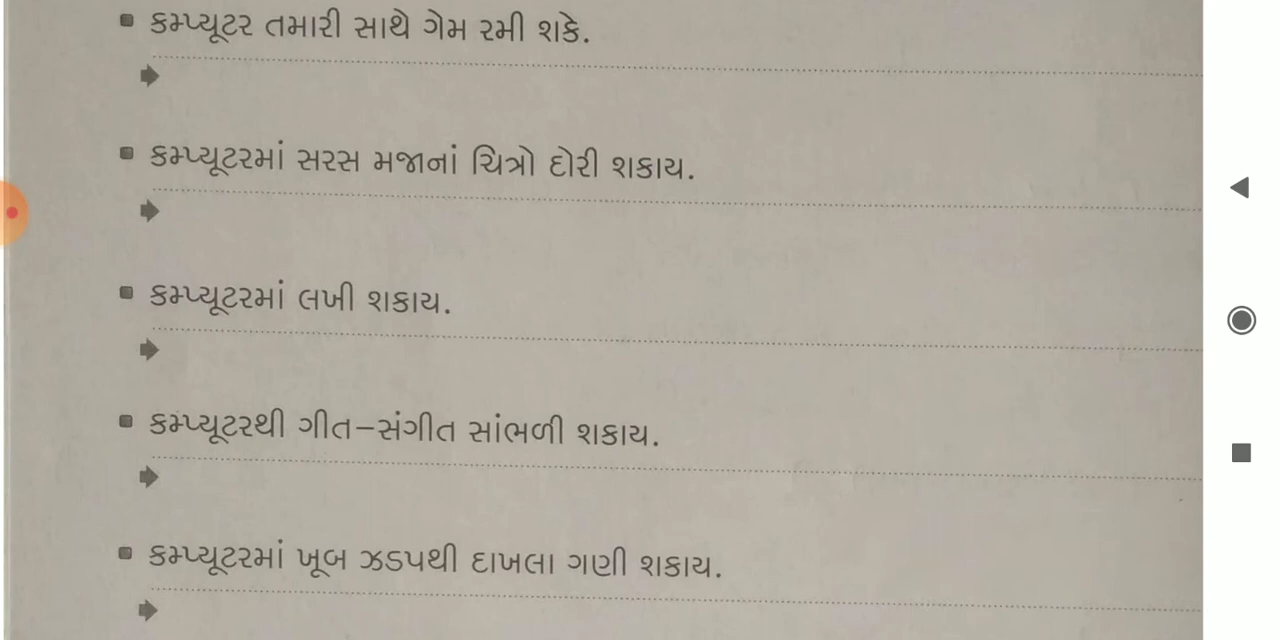 કમ્પ્યૂટર તમારી સાથે ગેમ રમી શકે.
કમ્પ્યૂટરમાં સરસ મજાનાં ચિત્રો દોરી શકાય.
કમ્પ્યૂટરમાં લખી શકાય.
કમ્પ્યૂટરથી ગીત–સંગીત સાંભળી શકાય.
કમ્પ્યૂટરમાં ખૂબ ઝડપથી દાખલા ગણી શકાય.